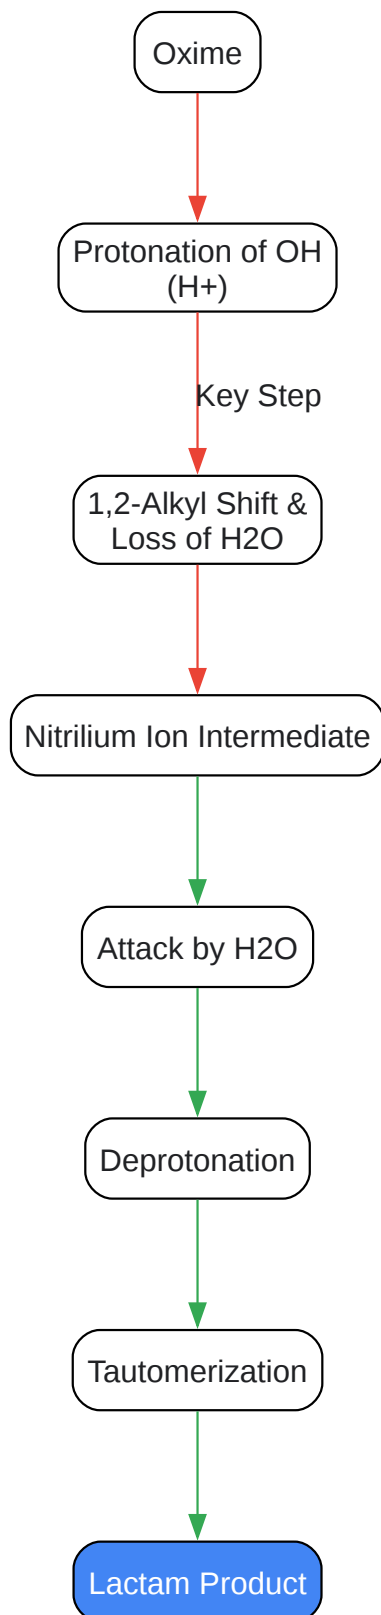 Oxime
Protonation of OH
(H+)
Key Step
1,2-Alkyl Shift &
Loss of H2O
Nitrilium Ion Intermediate
Attack by H2O
Deprotonation
Tautomerization
Lactam Product